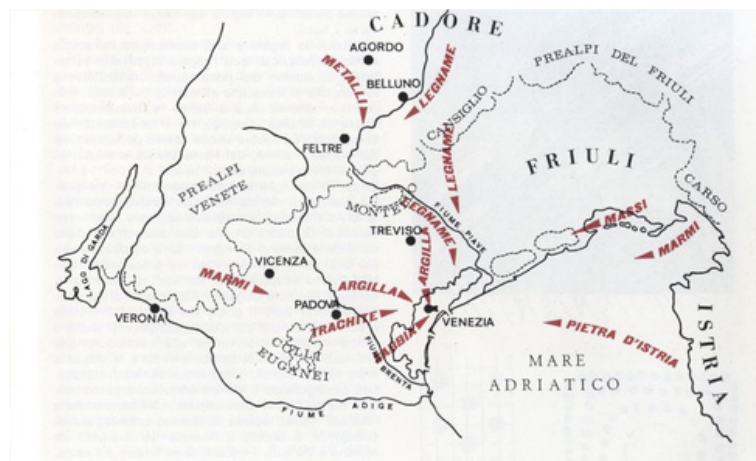 CADORE
AGORDO
METALLI
BELLUNO
LEGNAME
PREALPI DEL FRIULI
CANSIGLIO
FELTRE
LEGNAME
FRIULI
PREALPI
VENETE
CARSO
LEGNAME
FIUME PIAVE
MASSI
TREVISO
ARGILLA
MARMI
LAGO DI GARDA
VICENZA
MARMI
ARGILLA
VERONA
PADOVA
TRACHITE
VENEZIA
SABBIA
PIETRA D'ISTRIA
ISTRIA
COLLI
EUGANEI
FIUME BRENTA
MARE
ADRIATICO
FIUME ADIGE